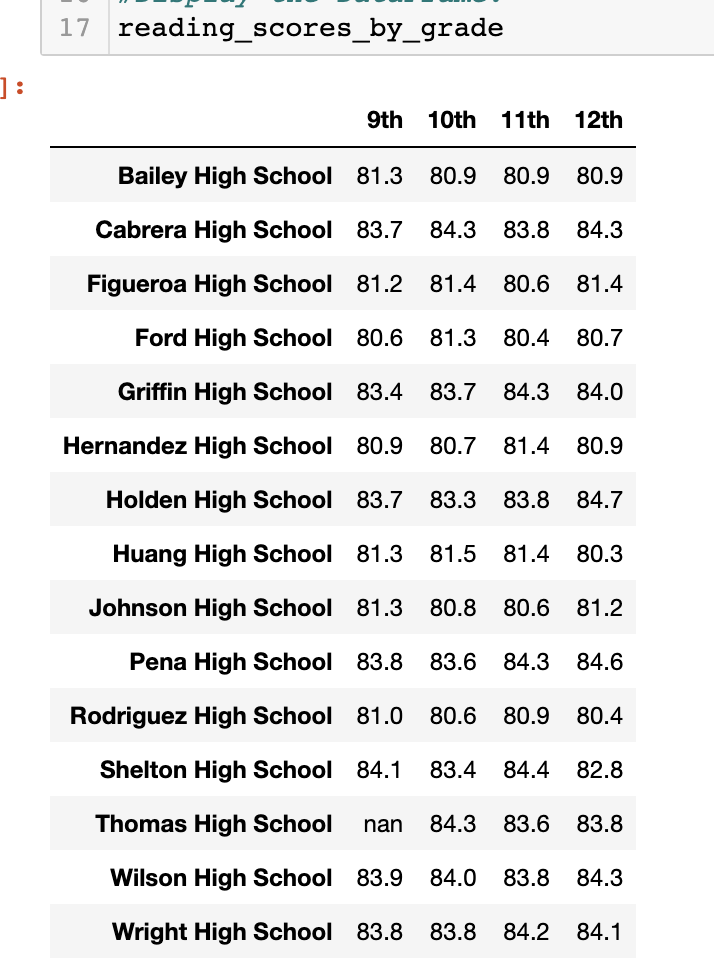 17 reading_scores_by_grade
]:
9th 10th 11th 12th
Bailey High School 81.3 80.9 80.9 80.9
Cabrera High School 83.7 84.3 83.8 84.3
Figueroa High School 81.2 81.4 80.6 81.4
Ford High School 80.6 81.3 80.4 80.7
Griffin High School 83.4 83.7 84.3 84.0
Hernandez High School 80.9 80.7 81.4 80.9
Holden High School 83.7 83.3 83.8 84.7
Huang High School 81.3 81.5 81.4 80.3
Johnson High School 81.3 80.8 80.6 81.2
Pena High School 83.8 83.6 84.3 84.6
Rodriguez High School 81.0 80.6 80.9 80.4
Shelton High School 84.1 83.4 84.4 82.8
Thomas High School nan 84.3 83.6 83.8
Wilson High School 83.9 84.0 83.8 84.3
Wright High School 83.8 83.8 84.2 84.1